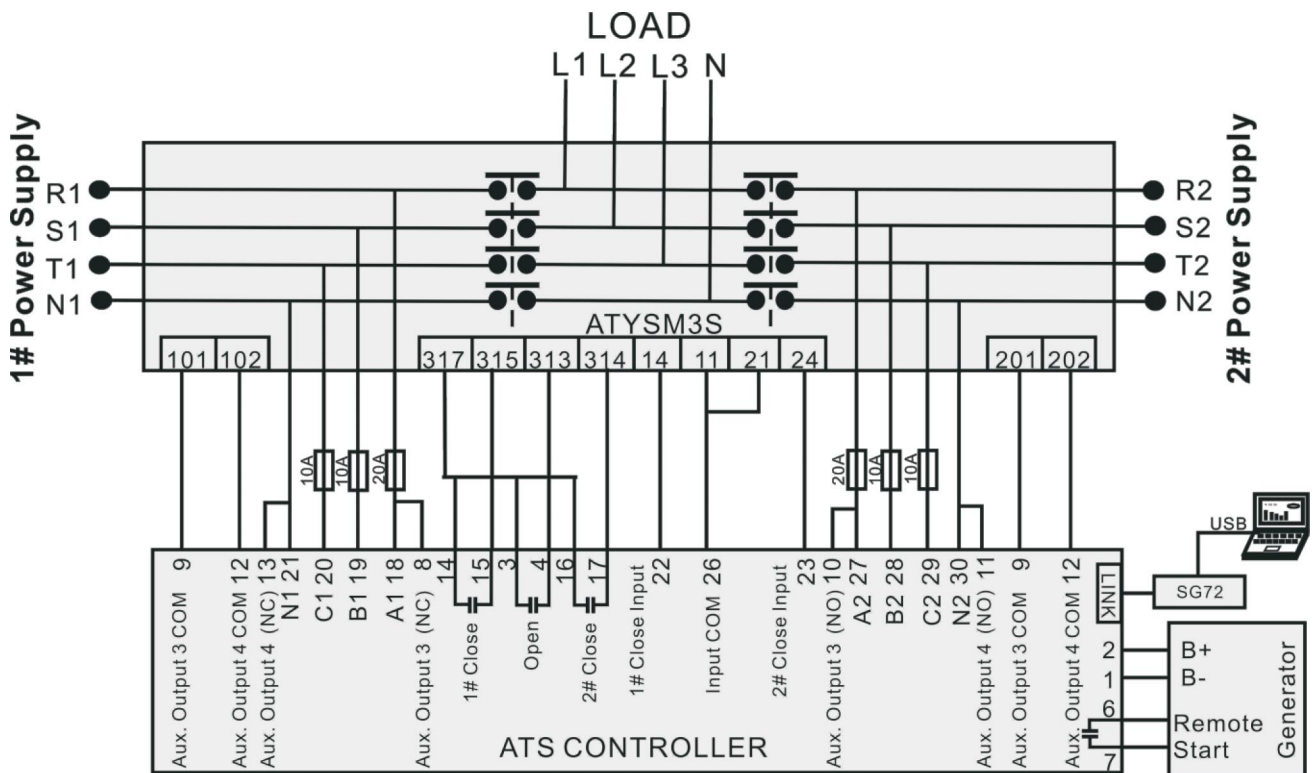 LOAD
L1 L2 L3 N
1# Power Supply
R1
S1
T1
N1
2# Power Supply
R2
S2
T2
N2
ATYSM3S
101 102 317 315 313 314 14 11 21 24 201 202
10A 10A 20A 20A 10A 10A
USB
SG72
LINK
Aux. Output 3 COM 9
Aux. Output 4 COM 12
Aux. Output 4 (NC) 13
N1 21
C1 20
B1 19
A1 18
Aux. Output 3 (NC) 8
14
1# Close 15
3
Open 4
16
2# Close 17
1# Close Input 22
Input COM 26
2# Close Input 23
Aux. Output 3 (NO) 10
A2 27
B2 28
C2 29
N2 30
Aux. Output 4 (NO) 11
Aux. Output 3 COM 9
Aux. Output 4 COM 12
2 B+
1 B-
6 Remote
7 Start
Generator
ATS CONTROLLER